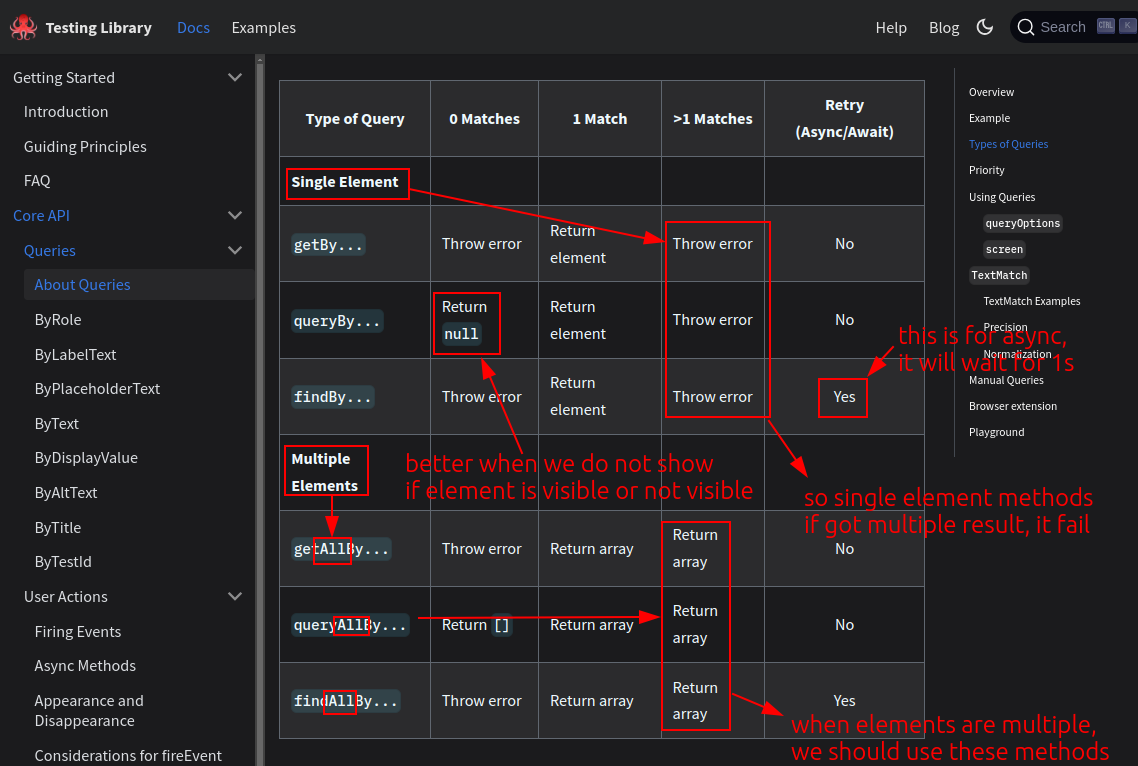 Testing Library Docs Examples Help Blog Search CTRL K
Getting Started
Introduction
Guiding Principles
FAQ
Core API
Queries
About Queries
ByRole
ByLabelText
ByPlaceholderText
ByText
ByDisplayValue
ByAltText
ByTitle
ByTestId
User Actions
Firing Events
Async Methods
Appearance and
Disappearance
Considerations for fireEvent
Type of Query 0 Matches 1 Match >1 Matches Retry
(Async/Await)
Single Element
getBy... Throw error Return
element Throw error No
queryBy... Return
null Return
element Throw error No
findBy... Throw error Return
element Throw error Yes
Multiple
Elements
getAllBy... Throw error Return array Return
array No
queryAllBy... Return [] Return array Return
array No
findAllBy... Throw error Return array Return
array Yes
this is for async,
it will wait for 1s
better when we do not show
if element is visible or not visible
so single element methods
if got multiple result, it fail
when elements are multiple,
we should use these methods
Overview
Example
Types of Queries
Priority
Using Queries
queryOptions
screen
TextMatch
TextMatch Examples
Precision
Normalization
Manual Queries
Browser extension
Playground